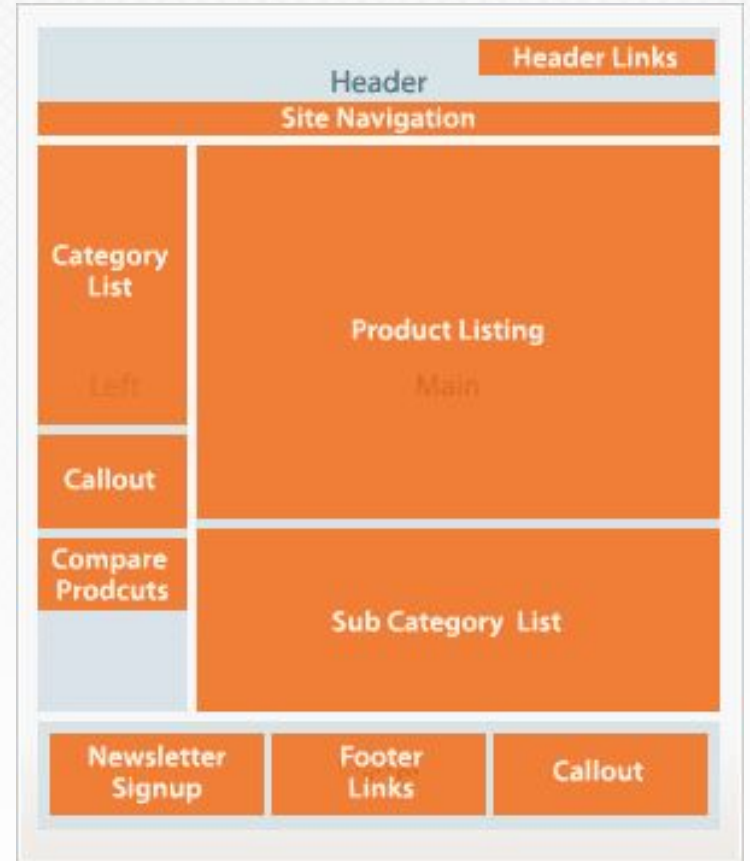 Header Links
Header
Site Navigation
Category
List
Product Listing
Left
Main
Callout
Compare
Prodcuts
Sub Category List
Newsletter
Signup
Footer
Links
Callout